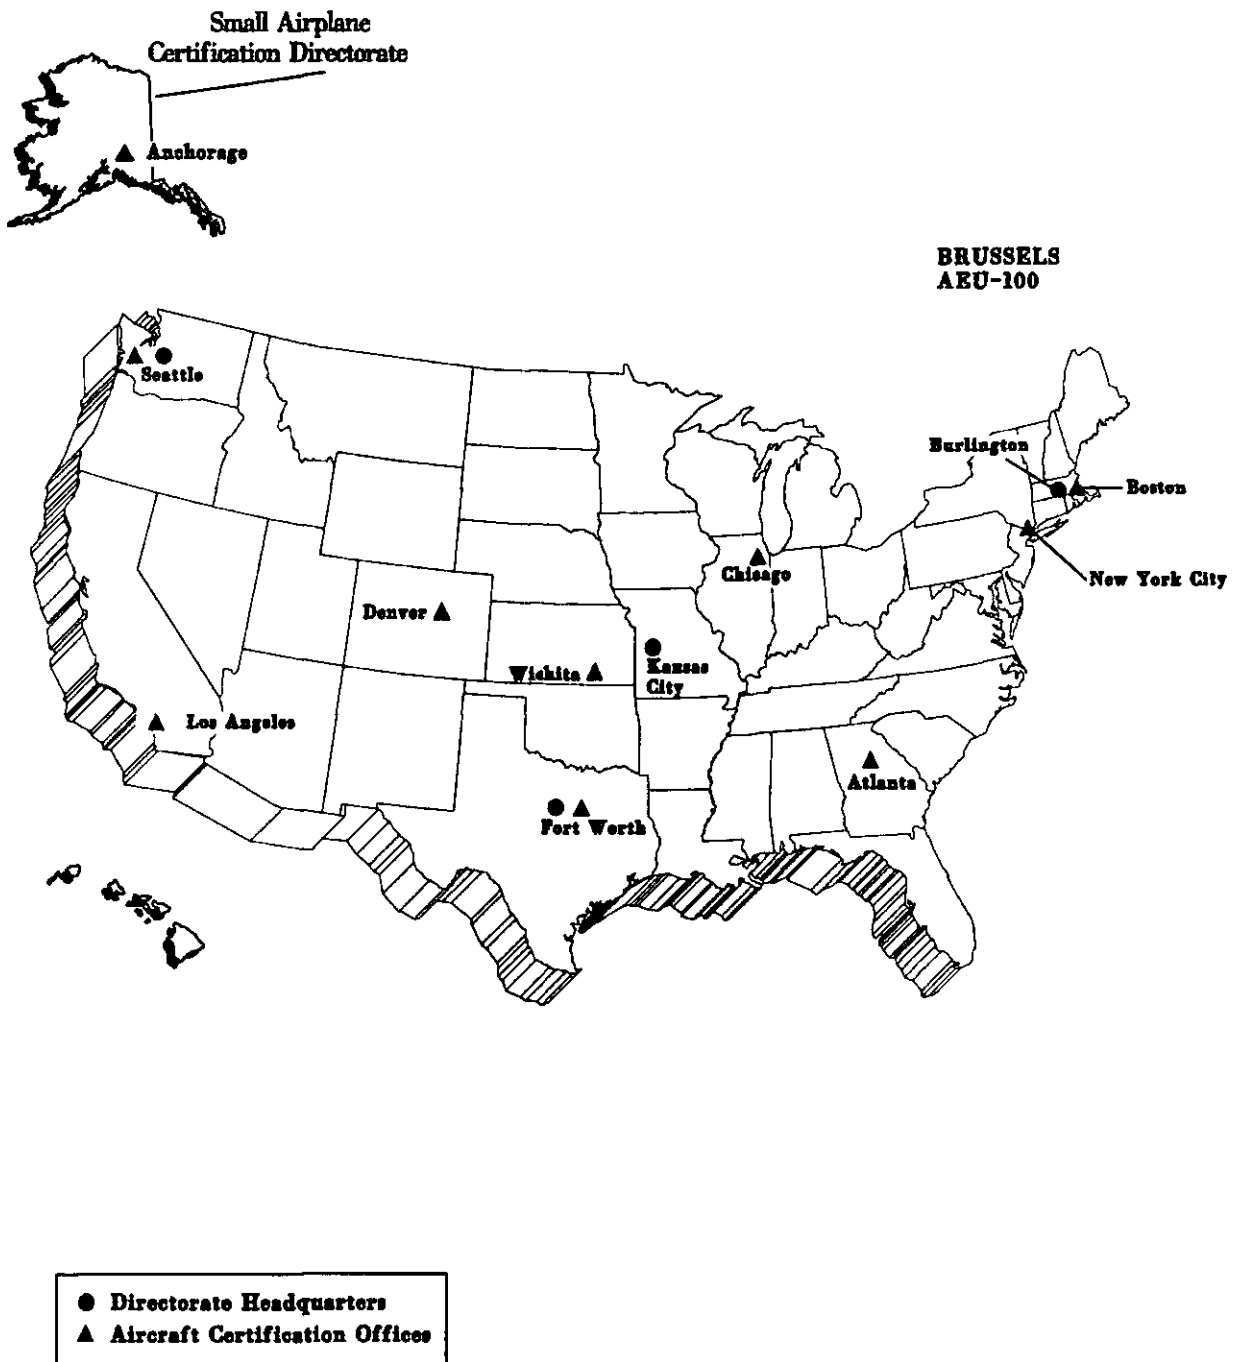 Small Airplane
Certification Directorate
Anchorage
BRUSSELS
AEU-100
Seattle
Burlington
Boston
New York City
Chisago
Denver
Wichita
Kansas
City
Los Angeles
Atlanta
Fort Worth
Directorate Headquarters
Aircraft Certification Offices